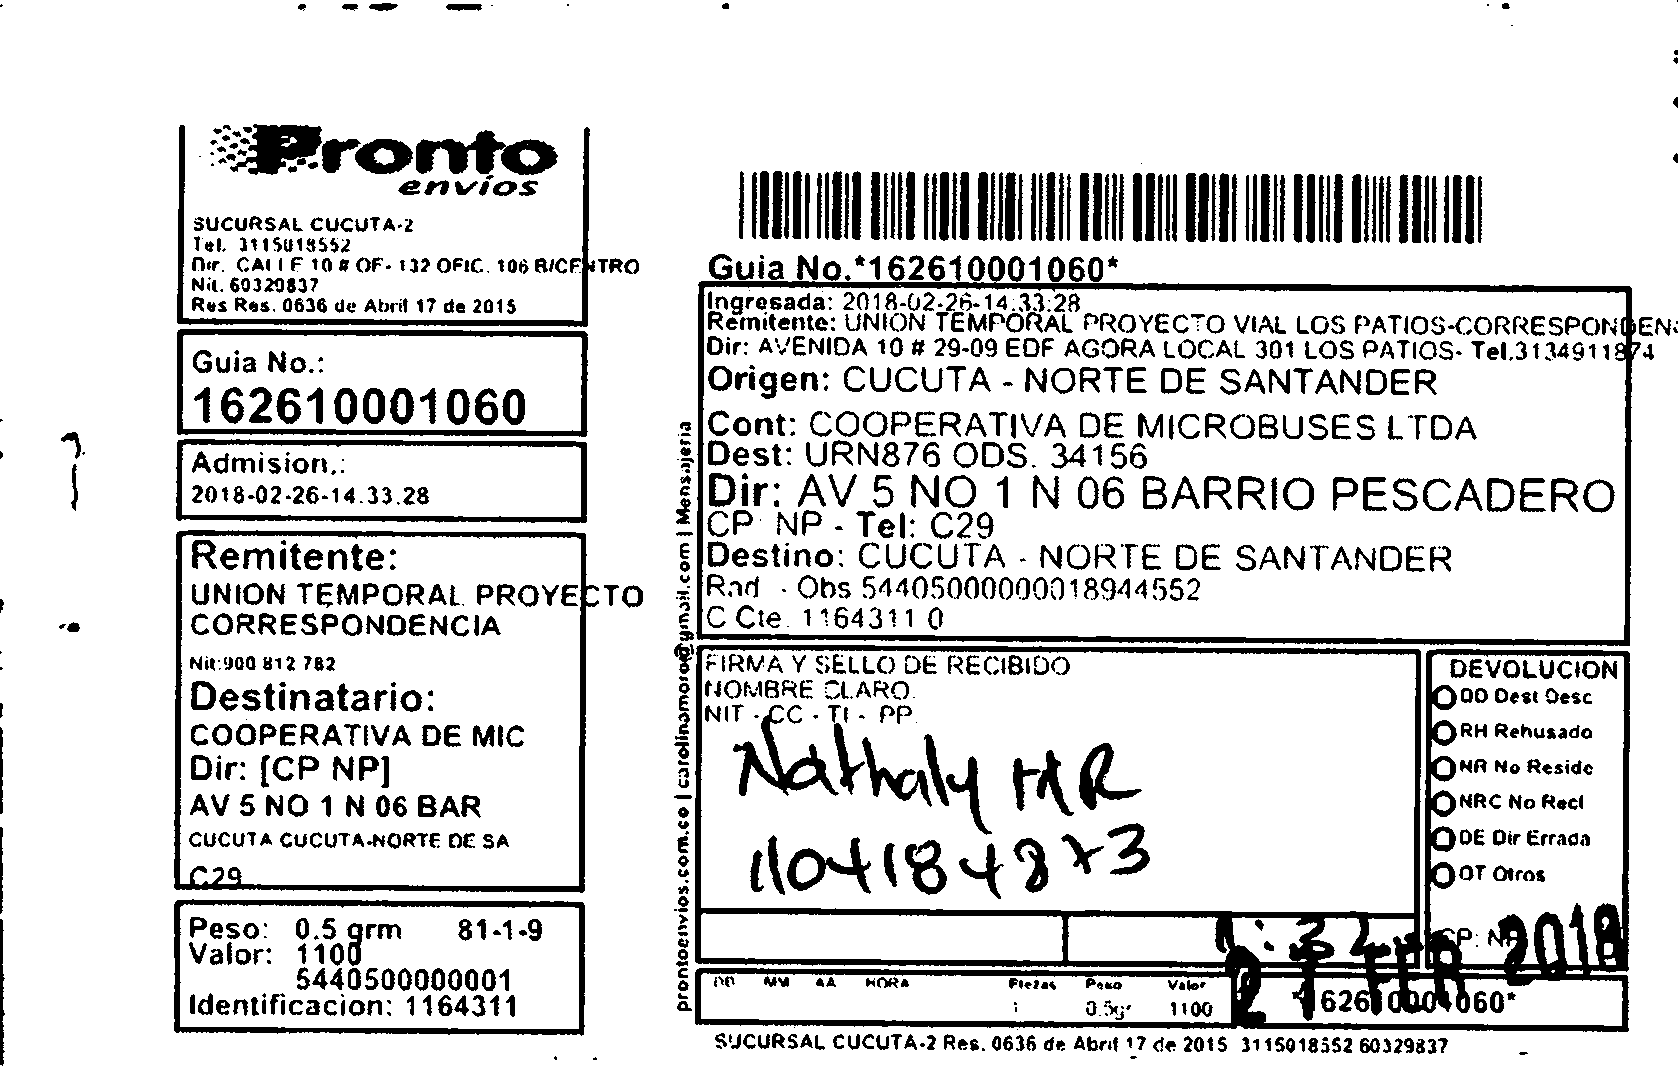 Pronto
envíos
SUCURSAL CUCUTA-2
Tel. 3115018552
Dir. CALLE 10 # OF- 132 OFIC. 106 B/CENTRO
Nit. 60329837
Res Res. 0636 de Abril 17 de 2015
Guia No.:
162610001060
Admision.:
2018-02-26-14.33.28
Remitente:
UNION TEMPORAL PROYECTO
CORRESPONDENCIA
Nit:900 812 782
Destinatario:
COOPERATIVA DE MIC
Dir: [CP NP]
AV 5 NO 1 N 06 BAR
CUCUTA CUCUTA-NORTE DE SA
C29
Peso: 0.5 grm 81-1-9
Valor: 1100
5440500000001
Identificacion: 1164311
prontoenvios.com.co | carolinamoro@gmail.com | Mensajeria
Guia No.*162610001060*
Ingresada: 2018-02-26-14.33:28
Remitente: UNION TEMPORAL PROYECTO VIAL LOS PATIOS-CORRESPONDEN
Dir: AVENIDA 10 # 29-09 EDF AGORA LOCAL 301 LOS PATIOS- Tel.3134911874
Origen: CUCUTA - NORTE DE SANTANDER
Cont: COOPERATIVA DE MICROBUSES LTDA
Dest: URN876 ODS. 34156
Dir: AV 5 NO 1 N 06 BARRIO PESCADERO
CP NP - Tel: C29
Destino: CUCUTA - NORTE DE SANTANDER
Rad - Obs 54405000000018944552
C Cte. 1164311 0
FIRMA Y SELLO DE RECIBIDO
NOMBRE CLARO.
NIT - CC - TI - PP.
Nathaly MR
1104184873
DEVOLUCION
DD Dest Desc
RH Rehusado
NR No Reside
NRC No Recl
DE Dir Errada
OT Otros
CP: NP
27 FEB 2018
DD MM AA HORA Piezas Peso Valor
1 0.5gr 1100
*162610001060*
SUCURSAL CUCUTA-2 Res. 0636 de Abril 17 de 2015 3115018552 60329837